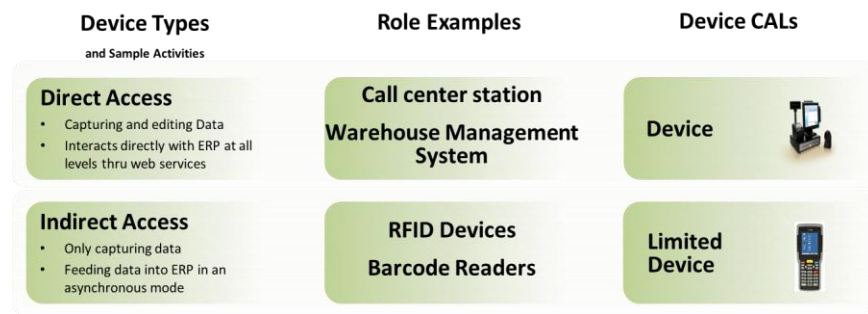 Device Types
and Sample Activities
Role Examples
Device CALs
Direct Access
• Capturing and editing Data
• Interacts directly with ERP at all
levels thru web services
Call center station
Warehouse Management
System
Device
Indirect Access
• Only capturing data
• Feeding data into ERP in an
asynchronous mode
RFID Devices
Barcode Readers
Limited
Device